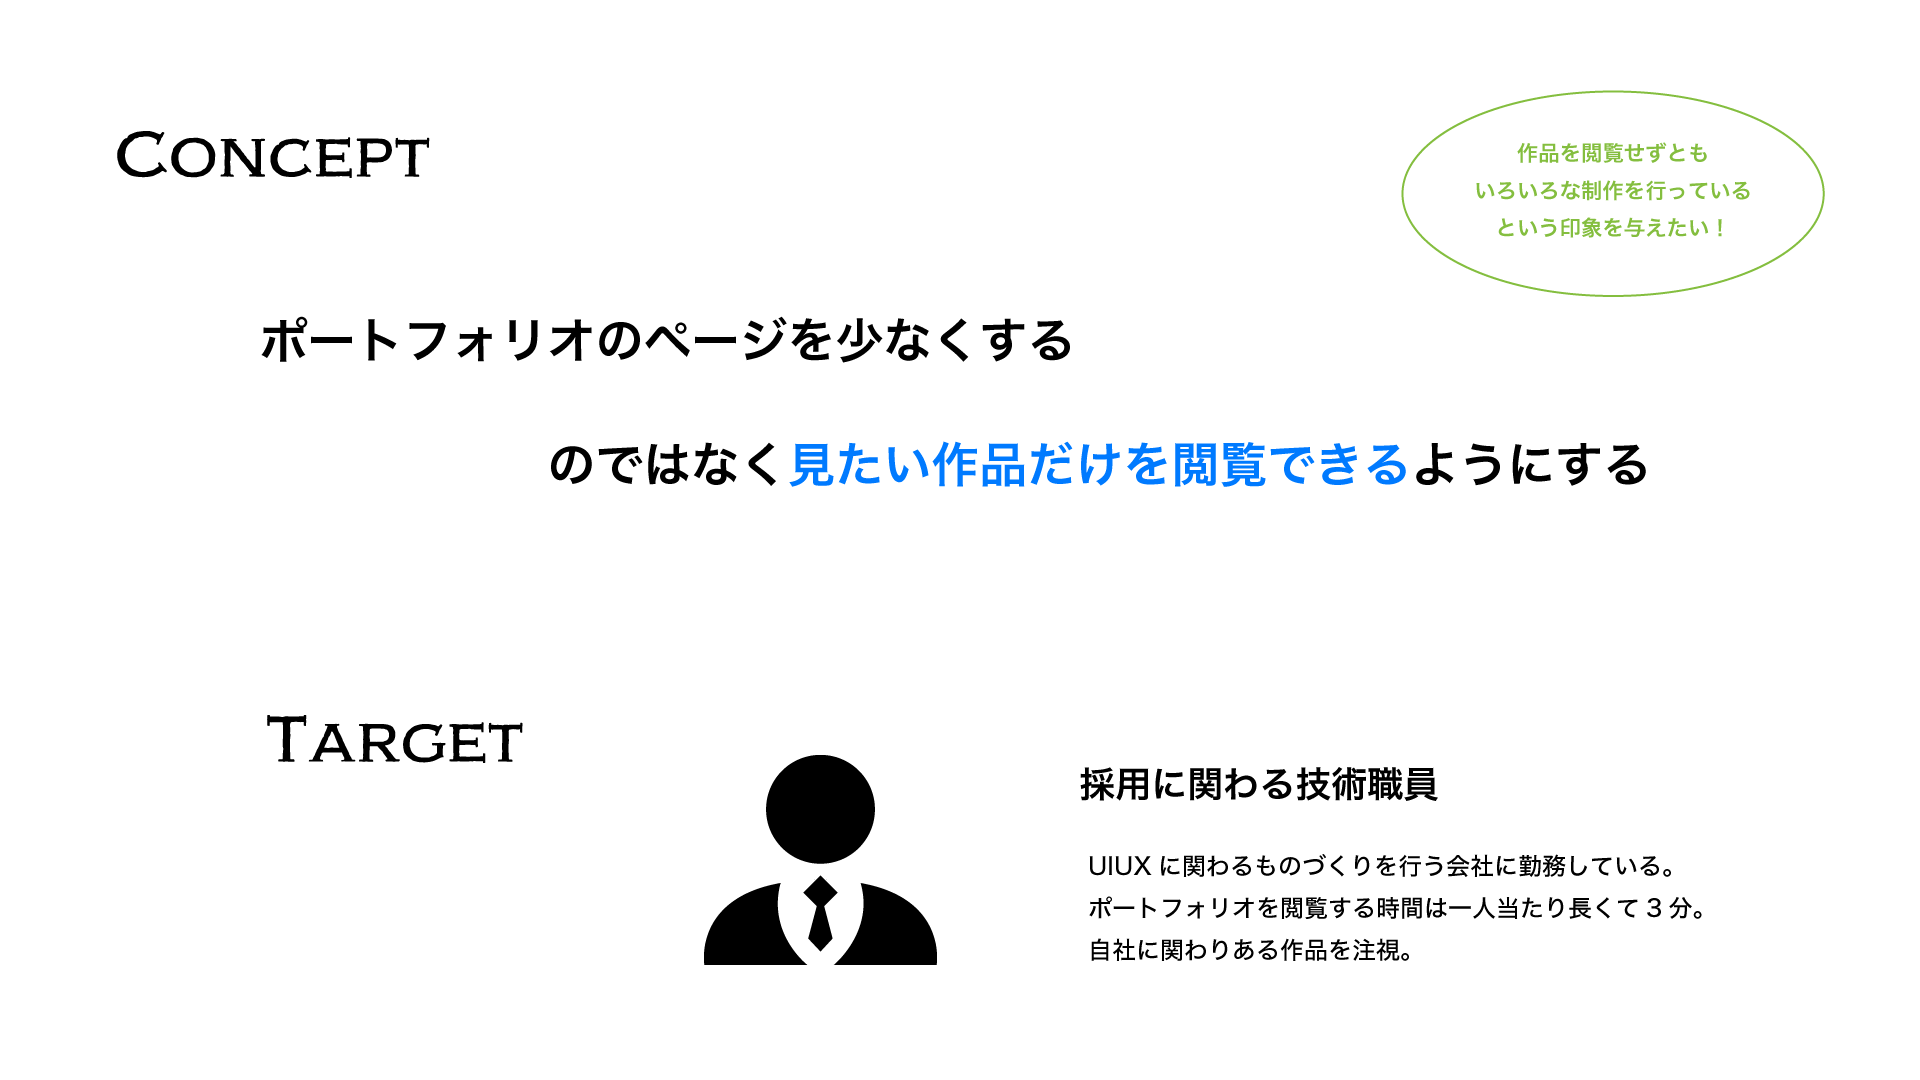 CONCEPT
作品を閲覧せずとも
いろいろな制作を行っている
という印象を与えたい！
ポートフォリオのページを少なくする
のではなく見たい作品だけを閲覧できるようにする
TARGET
採用に関わる技術職員
UIUX に関わるものづくりを行う会社に勤務している。
ポートフォリオを閲覧する時間は一人当たり長くて 3 分。
自社に関わりある作品を注視。